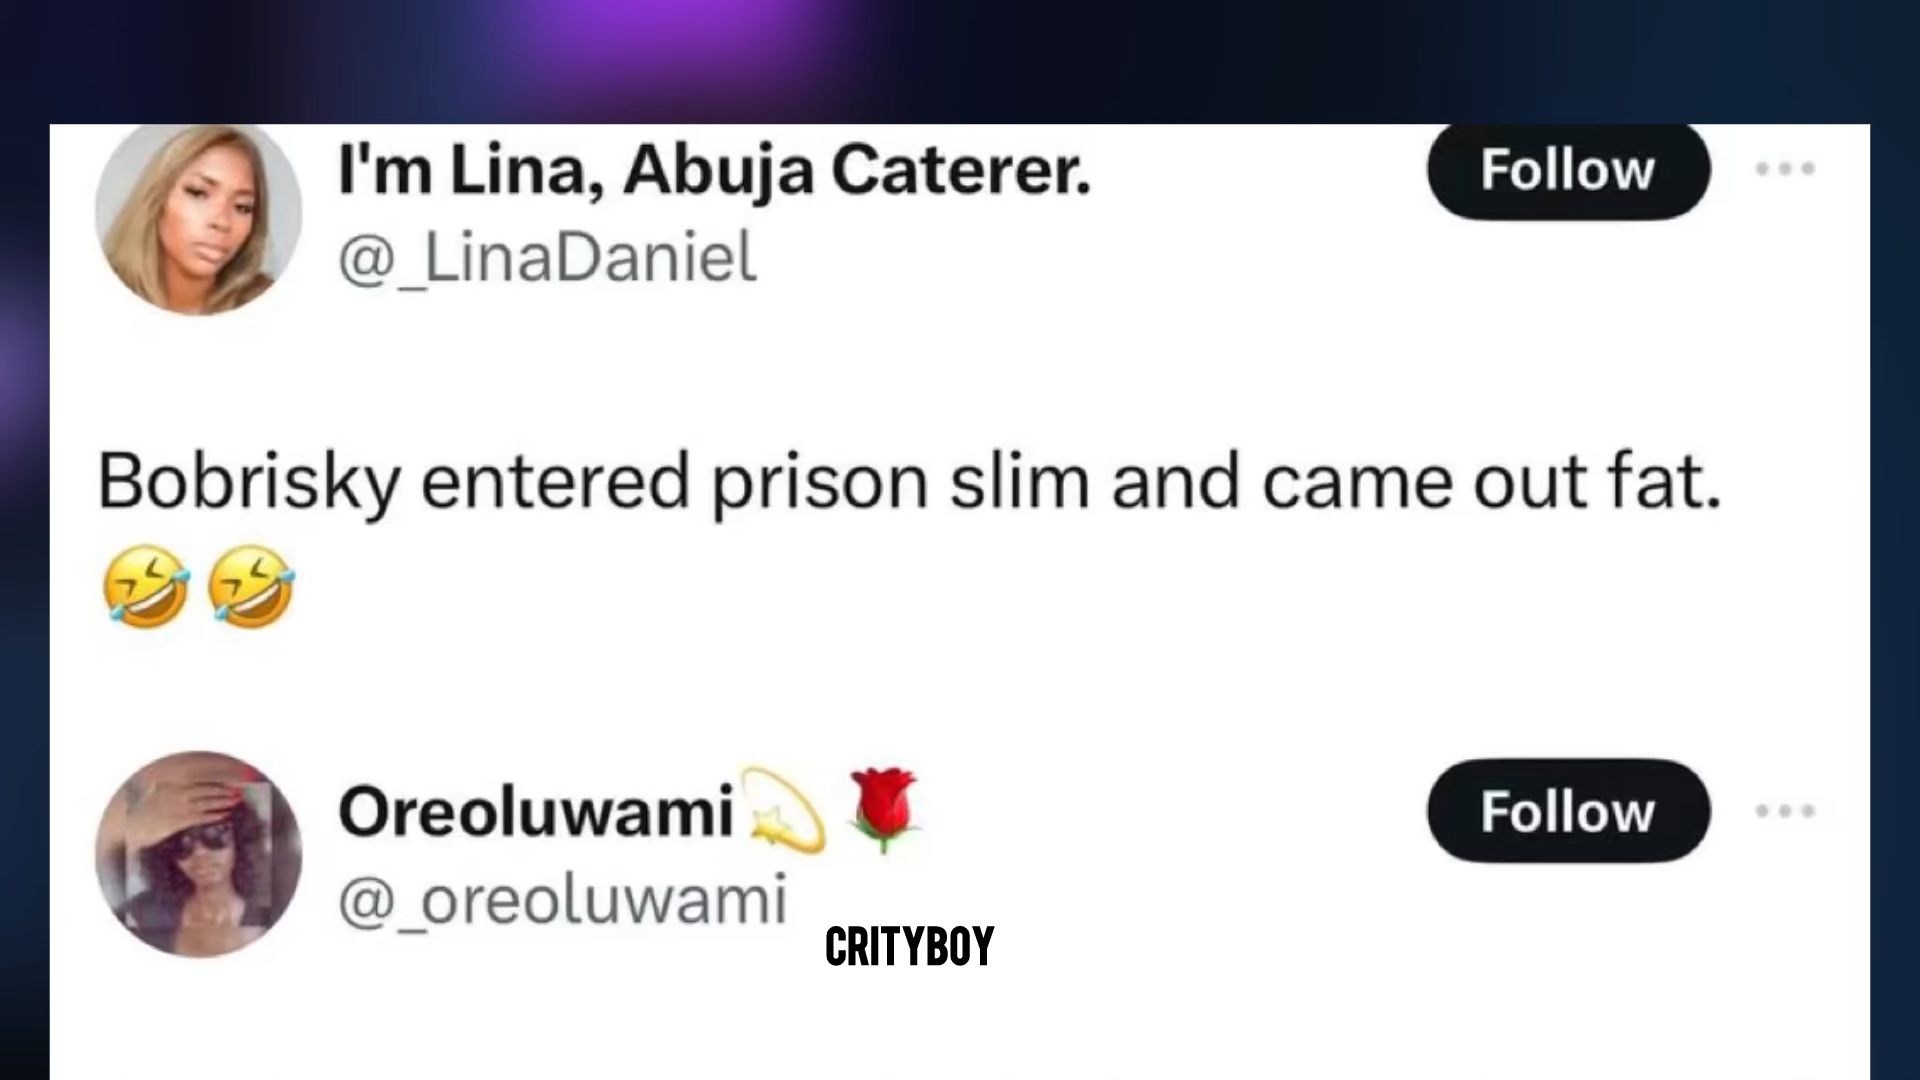 I'm Lina, Abuja Caterer.
Follow
@_LinaDaniel
Bobrisky entered prison slim and came out fat.
🤣🤣
Oreoluwami💫🌹
Follow
@_oreoluwami
CRITYBOY